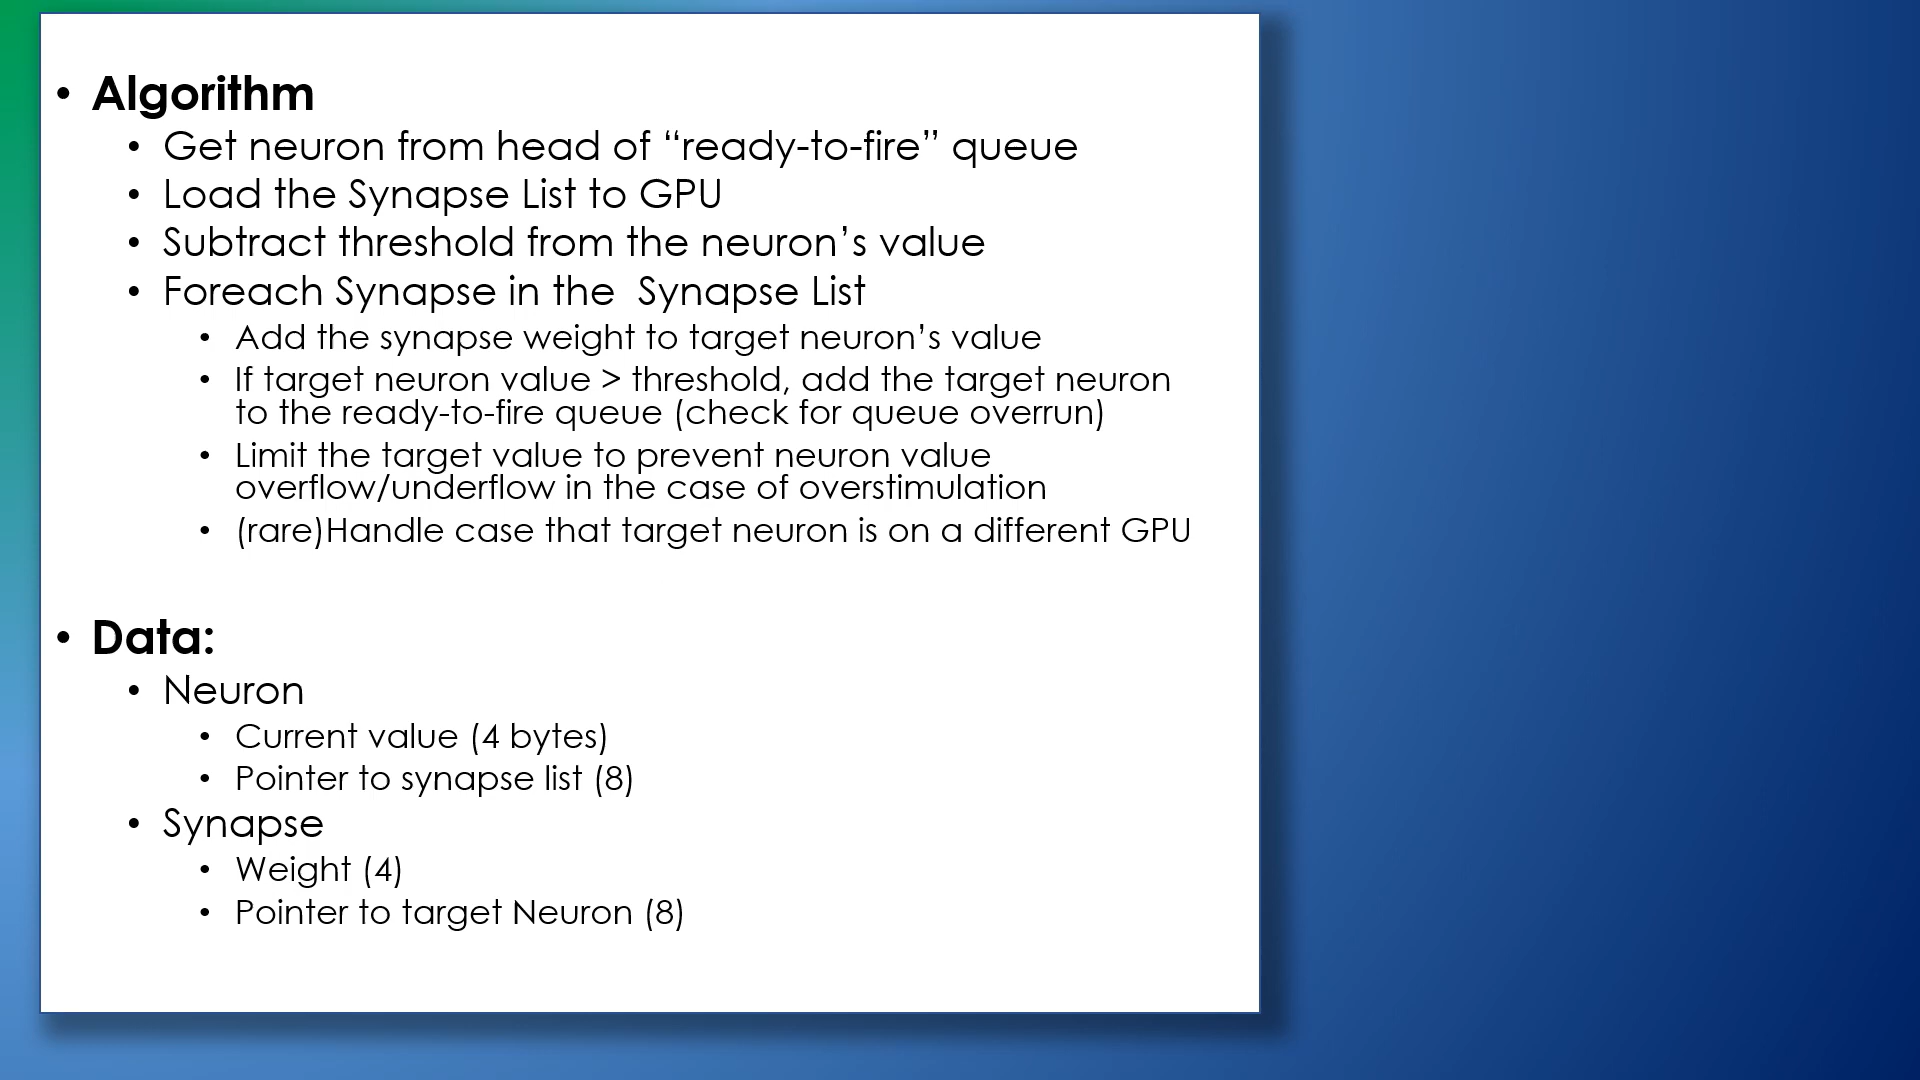 • Algorithm
• Get neuron from head of “ready-to-fire” queue
• Load the Synapse List to GPU
• Subtract threshold from the neuron’s value
• Foreach Synapse in the  Synapse List
• Add the synapse weight to target neuron’s value
• If target neuron value > threshold, add the target neuron
to the ready-to-fire queue (check for queue overrun)
• Limit the target value to prevent neuron value
overflow/underflow in the case of overstimulation
• (rare)Handle case that target neuron is on a different GPU
• Data:
• Neuron
• Current value (4 bytes)
• Pointer to synapse list (8)
• Synapse
• Weight (4)
• Pointer to target Neuron (8)